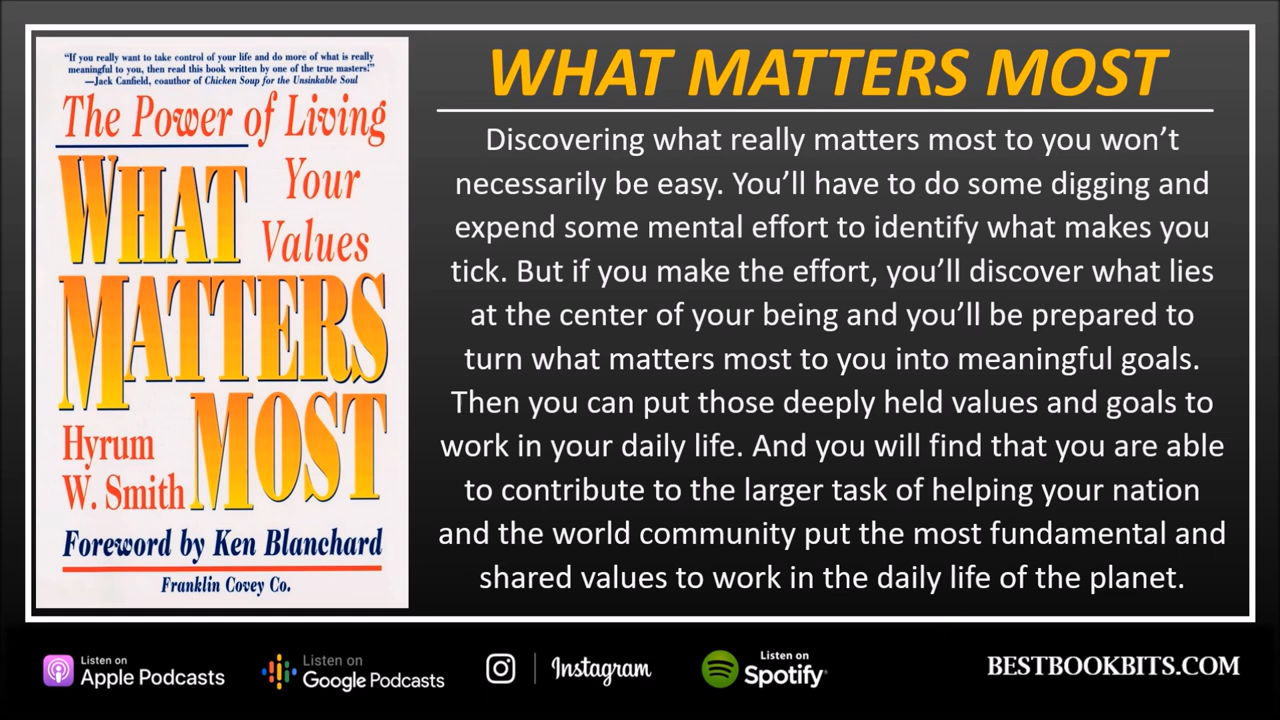 “If you really want to take control of your life and do more of what is really
meaningful to you, then read this book written by one of the true masters!”
—Jack Canfield, coauthor of Chicken Soup for the Unsinkable Soul
The Power of Living
Your
Values
WHAT
MATTERS
MOST
Hyrum
W. Smith
Foreword by Ken Blanchard
Franklin Covey Co.
WHAT MATTERS MOST
Discovering what really matters most to you won’t
necessarily be easy. You’ll have to do some digging and
expend some mental effort to identify what makes you
tick. But if you make the effort, you’ll discover what lies
at the center of your being and you’ll be prepared to
turn what matters most to you into meaningful goals.
Then you can put those deeply held values and goals to
work in your daily life. And you will find that you are able
to contribute to the larger task of helping your nation
and the world community put the most fundamental and
shared values to work in the daily life of the planet.
Listen on
Apple Podcasts
Listen on
Google Podcasts
Instagram
Listen on
Spotify
BESTBOOKBITS.COM